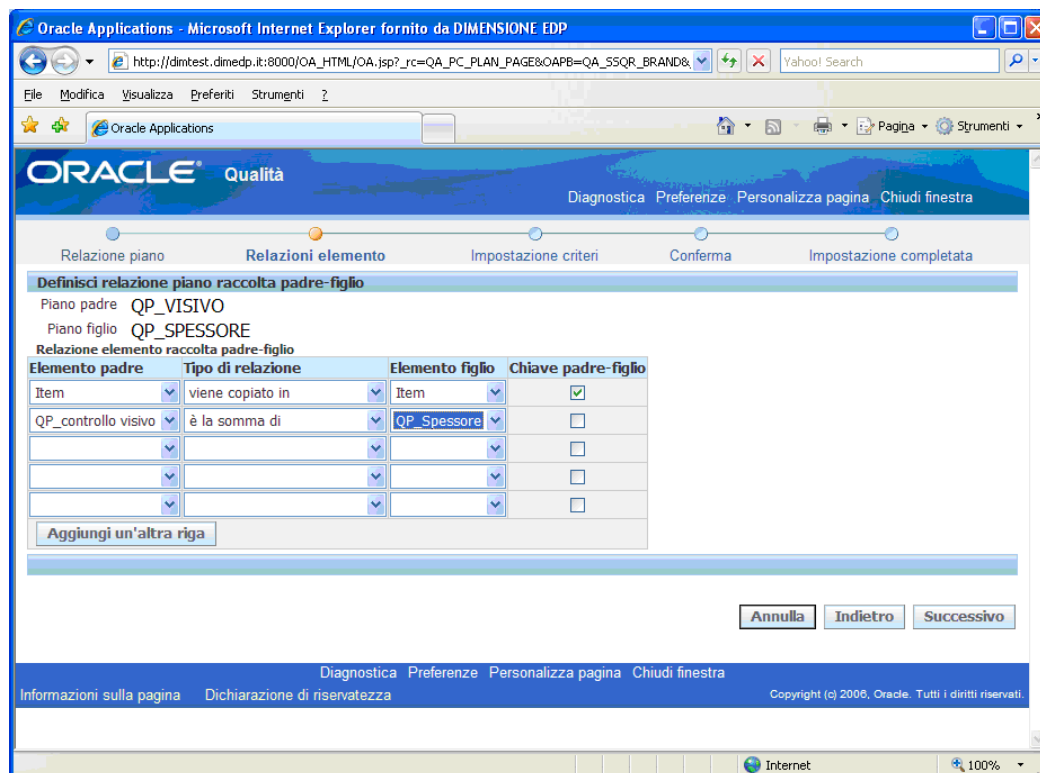 Oracle Applications - Microsoft Internet Explorer fornito da DIMENSIONE EDP
http://dimtest.dimedp.it:8000/OA_HTML/OA.jsp?_rc=QA_PC_PLAN_PAGE&OAPB=QA_SSQR_BRAND&
Yahoo! Search
File Modifica Visualizza Preferiti Strumenti ?
Oracle Applications
Pagina Strumenti
ORACLE Qualità
Diagnostica Preferenze Personalizza pagina Chiudi finestra
Relazione piano Relazioni elemento Impostazione criteri Conferma Impostazione completata
Definisci relazione piano raccolta padre-figlio
Piano padre QP_VISIVO
Piano figlio QP_SPESSORE
Relazione elemento raccolta padre-figlio
Elemento padre Tipo di relazione Elemento figlio Chiave padre-figlio
Item viene copiato in Item
QP_controllo visivo è la somma di QP_Spessore
Aggiungi un'altra riga
Annulla Indietro Successivo
Diagnostica Preferenze Personalizza pagina Chiudi finestra
Informazioni sulla pagina Dichiarazione di riservatezza Copyright (c) 2006, Oracle. Tutti i diritti riservati.
Internet 100%